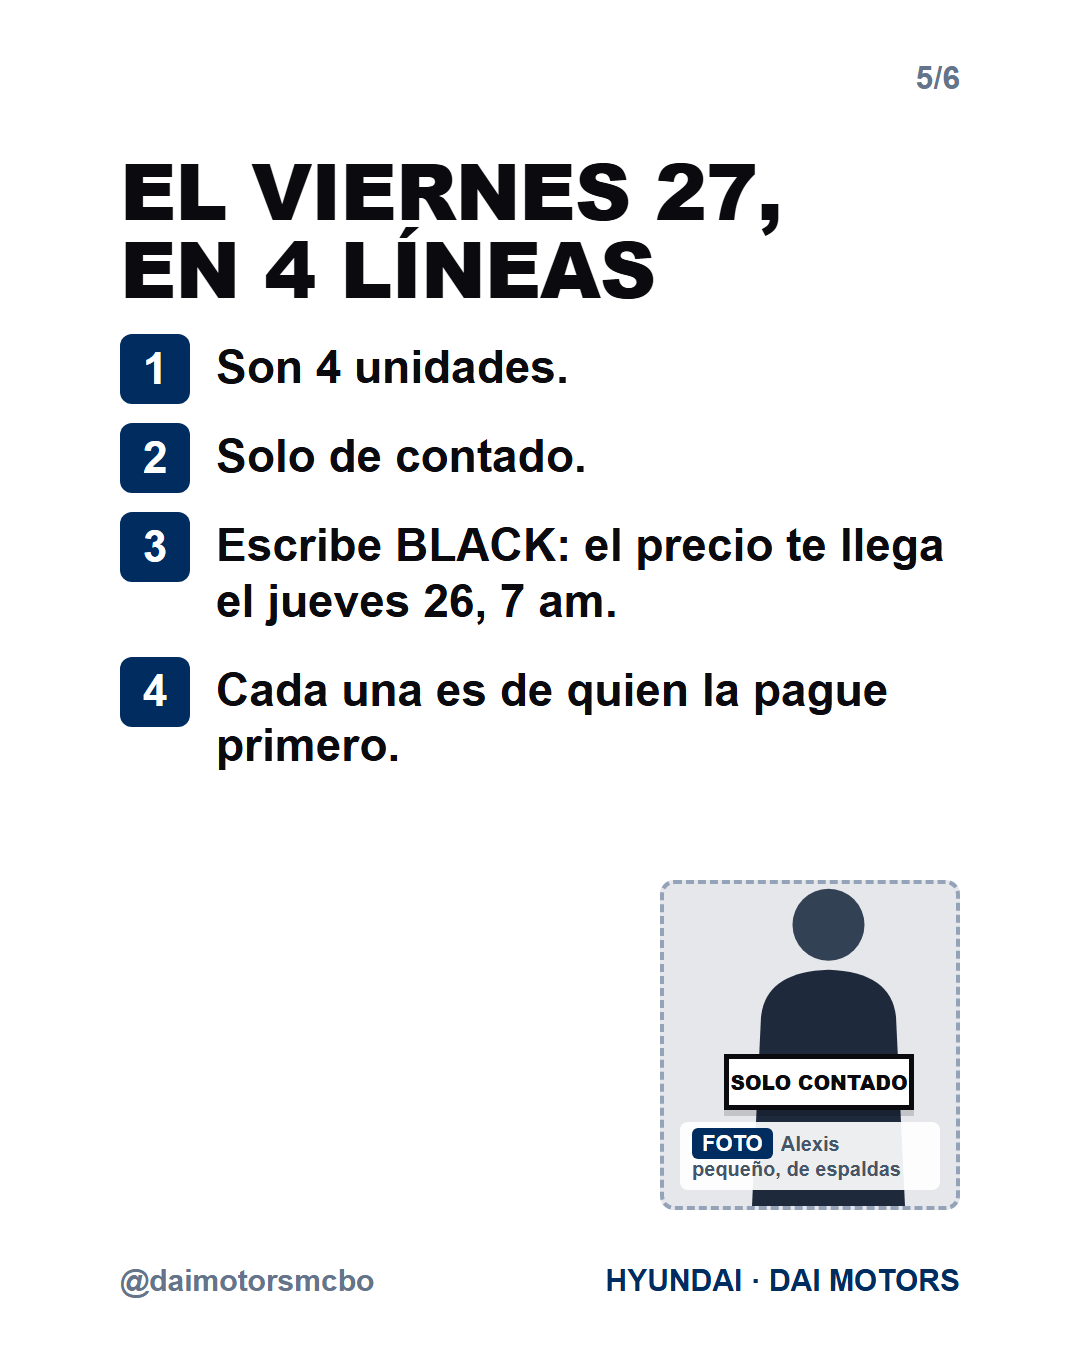 5/6
EL VIERNES 27,
EN 4 LÍNEAS
1 Son 4 unidades.
2 Solo de contado.
3 Escribe BLACK: el precio te llega
el jueves 26, 7 am.
4 Cada una es de quien la pague
primero.
SOLO CONTADO
FOTO Alexis
pequeño, de espaldas
@daimotorsmcbo HYUNDAI · DAI MOTORS